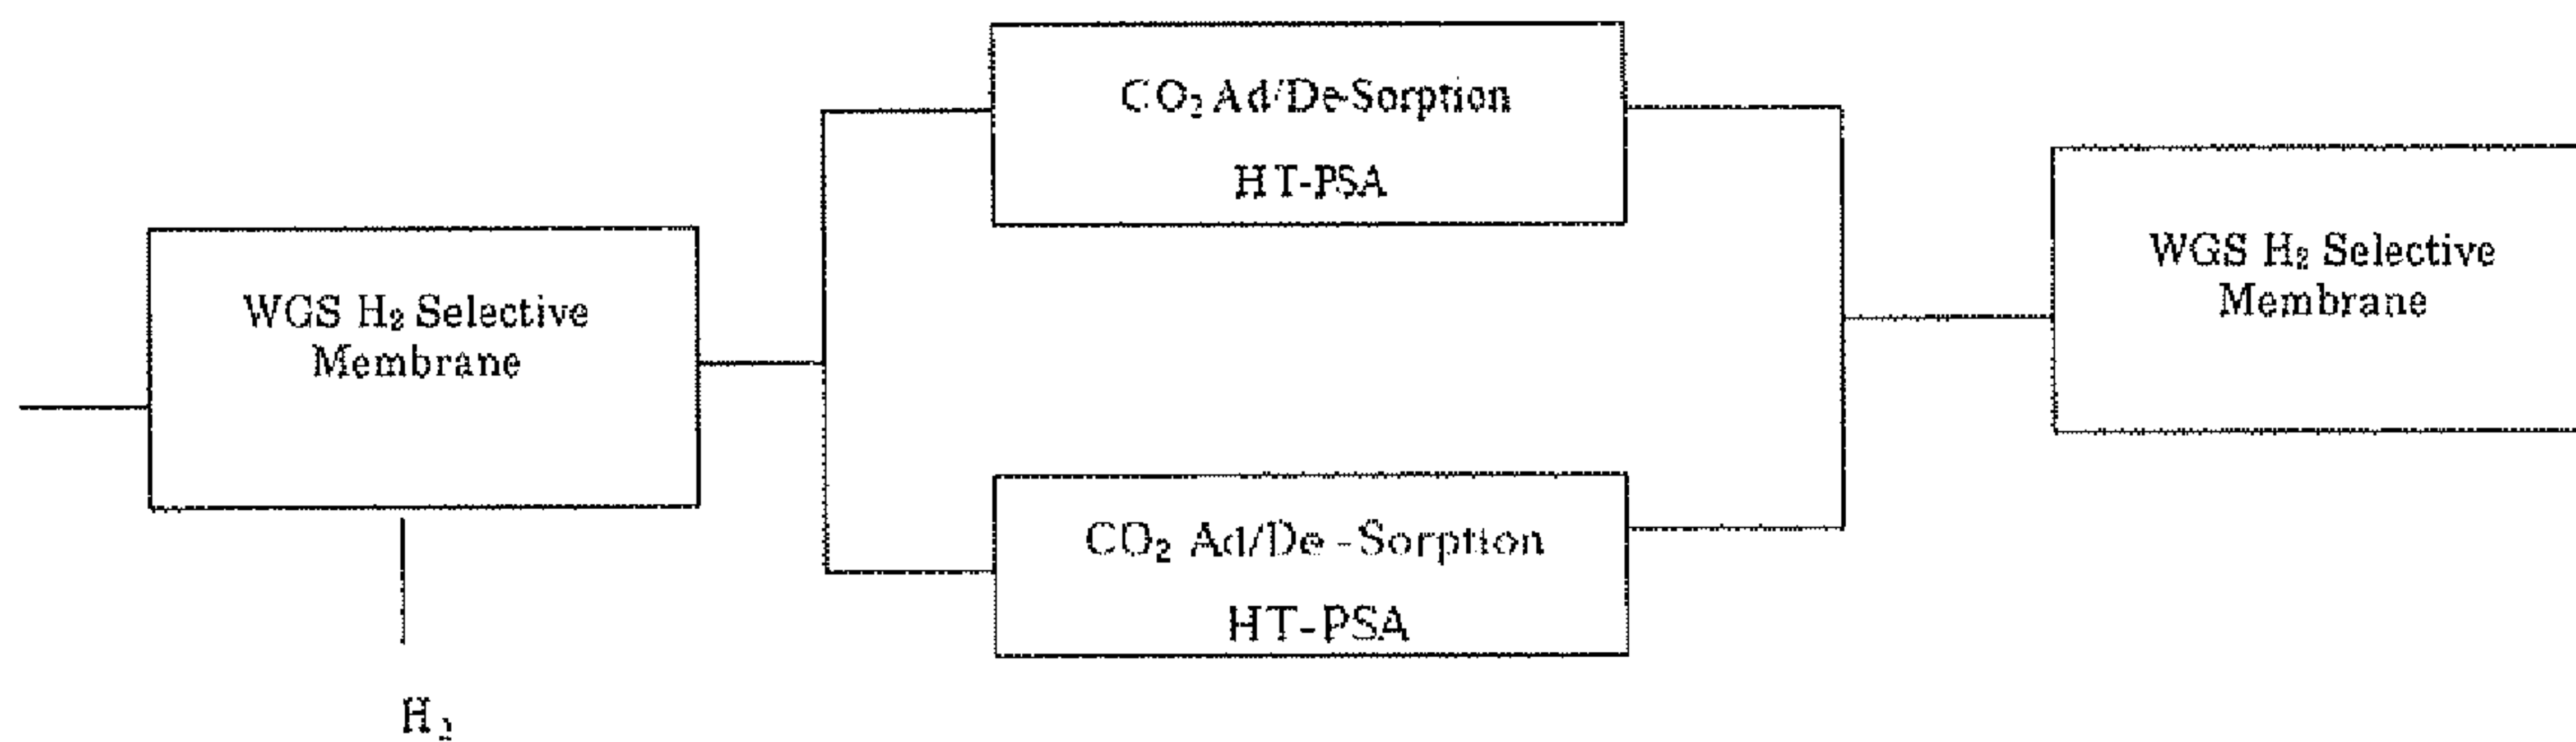 CO₂ Ad/De-Sorption
HT-PSA
WGS H₂ Selective
Membrane
WGS H₂ Selective
Membrane
CO₂ Ad/De-Sorption
HT-PSA
H₂